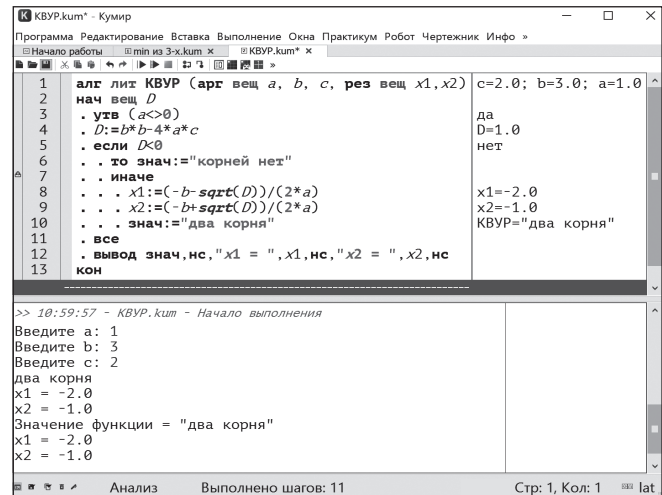 КВУР.kum* - Кумир
Программа Редактирование Вставка Выполнение Окна Практикум Робот Чертежник Инфо »
Начало работы min из 3-х.kum × КВУР.kum* ×
1 алг лит КВУР (арг вещ a, b, c, рез вещ x1,x2) c=2.0; b=3.0; a=1.0
2 нач вещ D
3 . утв (a<>0) да
4 . D:=b*b-4*a*c D=1.0
5 . если D<0 нет
6 . . то знач:="корней нет"
7 . . иначе
8 . . . x1:=(-b-sqrt(D))/(2*a) x1=-2.0
9 . . . x2:=(-b+sqrt(D))/(2*a) x2=-1.0
10 . . . знач:="два корня" КВУР="два корня"
11 . все
12 . вывод знач,нс,"x1 = ",x1,нс,"x2 = ",x2,нс
13 кон
>> 10:59:57 - КВУР.kum - Начало выполнения
Введите a: 1
Введите b: 3
Введите c: 2
два корня
x1 = -2.0
x2 = -1.0
Значение функции = "два корня"
x1 = -2.0
x2 = -1.0
Анализ Выполнено шагов: 11 Стр: 1, Кол: 1 lat